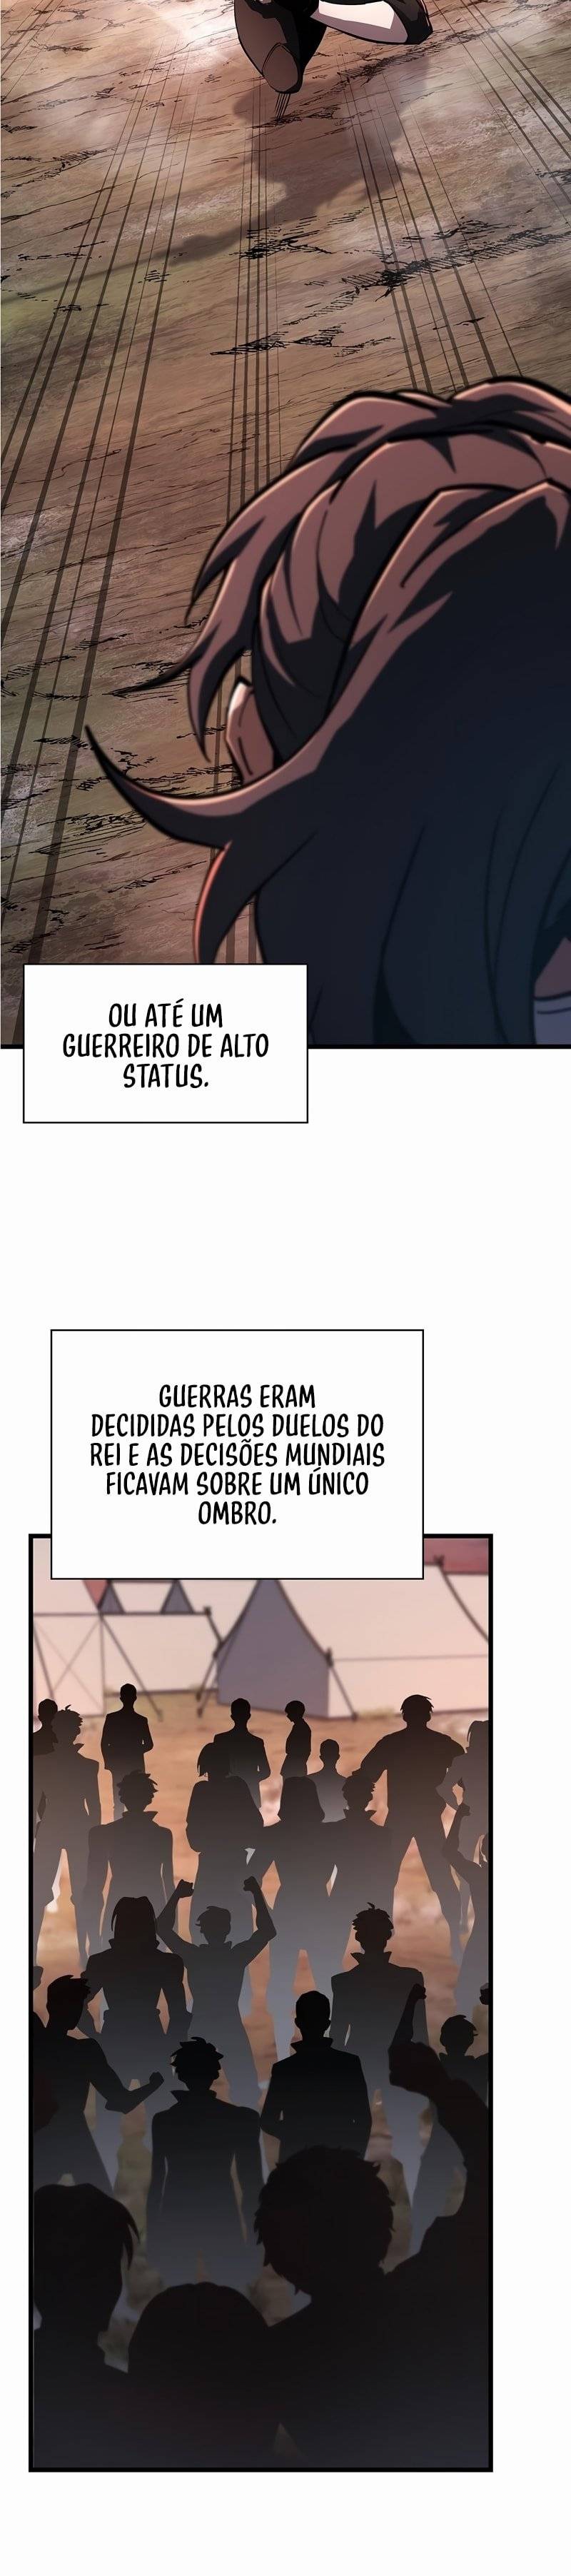 OU ATÉ UM
GUERREIRO DE ALTO
STATUS.
GUERRAS ERAM
DECIDIDAS PELOS DUELOS DO
REI E AS DECISÕES MUNDIAIS
FICAVAM SOBRE UM ÚNICO
OMBRO.